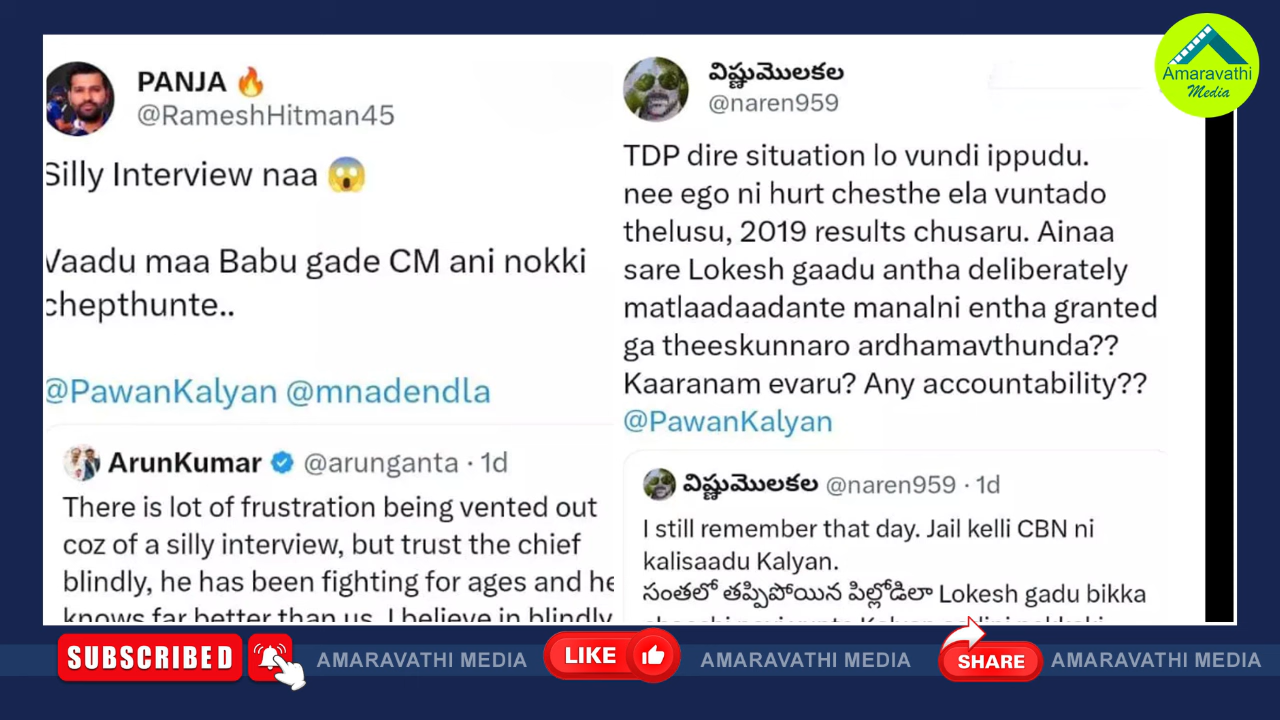 PANJA 🔥
@RameshHitman45
Silly Interview naa 😱
Vaadu maa Babu gade CM ani nokki
chepthunte..
@PawanKalyan @mnadendla
ArunKumar @arunganta · 1d
There is lot of frustration being vented out
coz of a silly interview, but trust the chief
blindly, he has been fighting for ages and he
knows far better than us. I believe in blindly
విష్ణుమొలకల
@naren959
TDP dire situation lo vundi ippudu.
nee ego ni hurt chesthe ela vuntado
thelusu, 2019 results chusaru. Ainaa
sare Lokesh gaadu antha deliberately
matlaadaadante manalni entha granted
ga theeskunnaro ardhamavthunda??
Kaaranam evaru? Any accountability??
@PawanKalyan
విష్ణుమొలకల @naren959 · 1d
I still remember that day. Jail kelli CBN ni
kalisaadu Kalyan.
సంతలో తప్పిపోయిన పిల్లోడిలా Lokesh gadu bikka
Amaravathi
Media
SUBSCRIBED
AMARAVATHI MEDIA
LIKE
AMARAVATHI MEDIA
SHARE
AMARAVATHI MEDIA